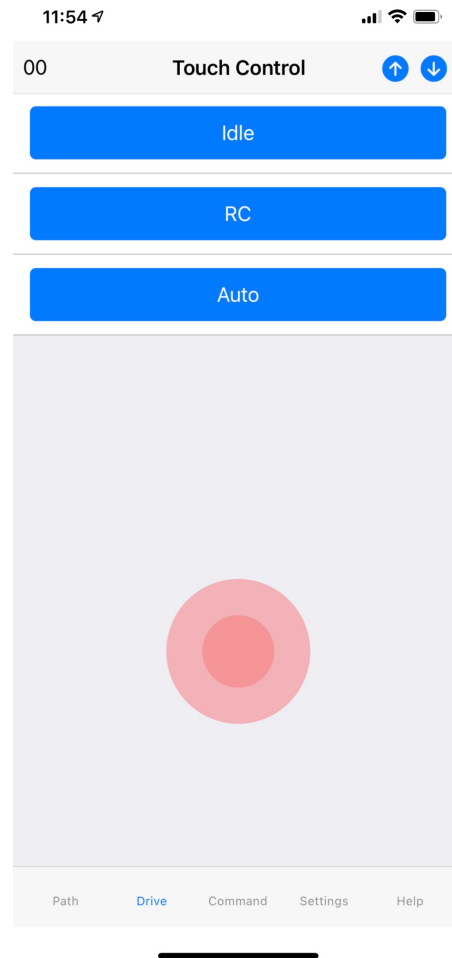 11:54
00 Touch Control
Idle
RC
Auto
Path Drive Command Settings Help